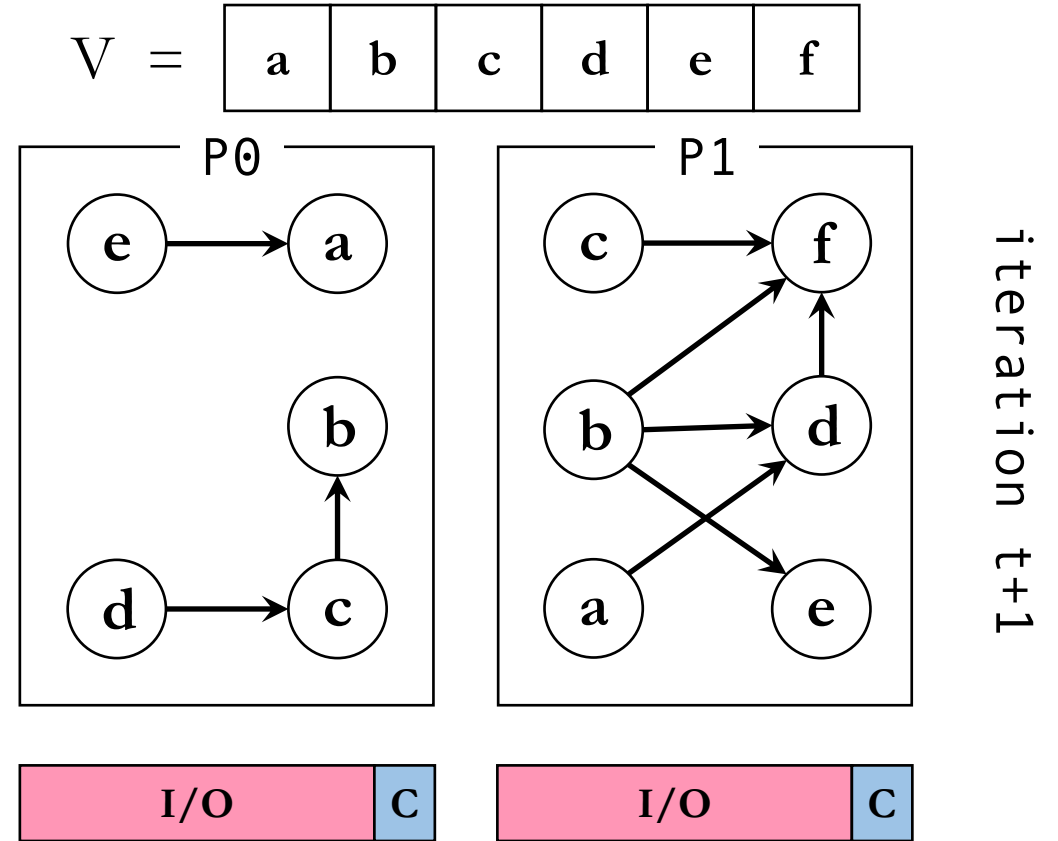 V = a b c d e f
P0
e a
b
d c
P1
c f
b d
a e
iteration t+1
I/O C
I/O C